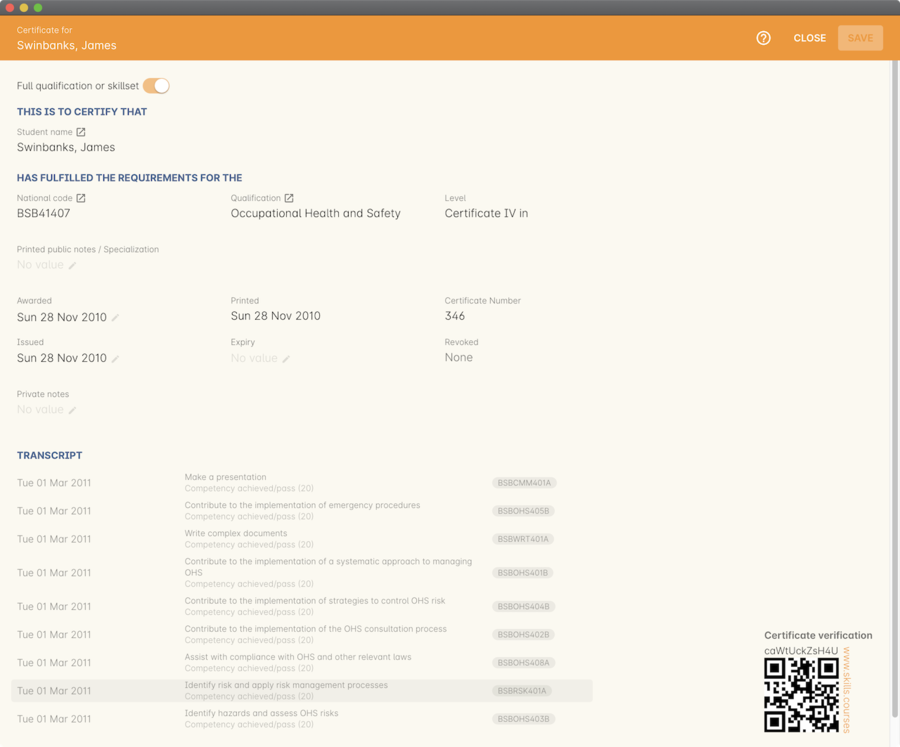 Certificate for
Swinbanks, James
CLOSE
SAVE
Full qualification or skillset
THIS IS TO CERTIFY THAT
Student name
Swinbanks, James
HAS FULFILLED THE REQUIREMENTS FOR THE
National code
Qualification
Level
BSB41407
Occupational Health and Safety
Certificate IV in
Printed public notes / Specialization
No value
Awarded
Printed
Certificate Number
Sun 28 Nov 2010
Sun 28 Nov 2010
346
Issued
Expiry
Revoked
Sun 28 Nov 2010
No value
None
Private notes
No value
TRANSCRIPT
Tue 01 Mar 2011
Make a presentation
Competency achieved/pass (20)
BSBCMM401A
Tue 01 Mar 2011
Contribute to the implementation of emergency procedures
Competency achieved/pass (20)
BSBOHS405B
Tue 01 Mar 2011
Write complex documents
Competency achieved/pass (20)
BSBWRT401A
Tue 01 Mar 2011
Contribute to the implementation of a systematic approach to managing
OHS
Competency achieved/pass (20)
BSBOHS401B
Tue 01 Mar 2011
Contribute to the implementation of strategies to control OHS risk
Competency achieved/pass (20)
BSBOHS404B
Tue 01 Mar 2011
Contribute to the implementation of the OHS consultation process
Competency achieved/pass (20)
BSBOHS402B
Tue 01 Mar 2011
Assist with compliance with OHS and other relevant laws
Competency achieved/pass (20)
BSBOHS408A
Tue 01 Mar 2011
Identify risk and apply risk management processes
Competency achieved/pass (20)
BSBRSK401A
Tue 01 Mar 2011
Identify hazards and assess OHS risks
Competency achieved/pass (20)
BSBOHS403B
Certificate verification
caWtUckZsH4U
www.skills.courses